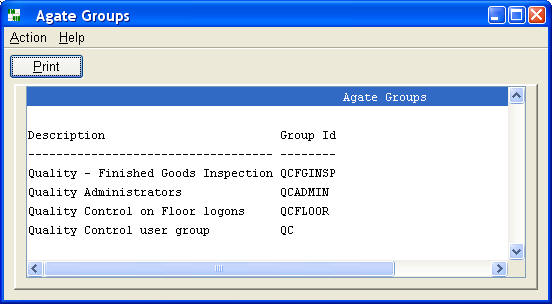 Agate Groups
Action Help
Print
Agate Groups
Description Group Id
----------------------------------- --------
Quality - Finished Goods Inspection QCFGINSP
Quality Administrators QCADMIN
Quality Control on Floor logons QCFLOOR
Quality Control user group QC